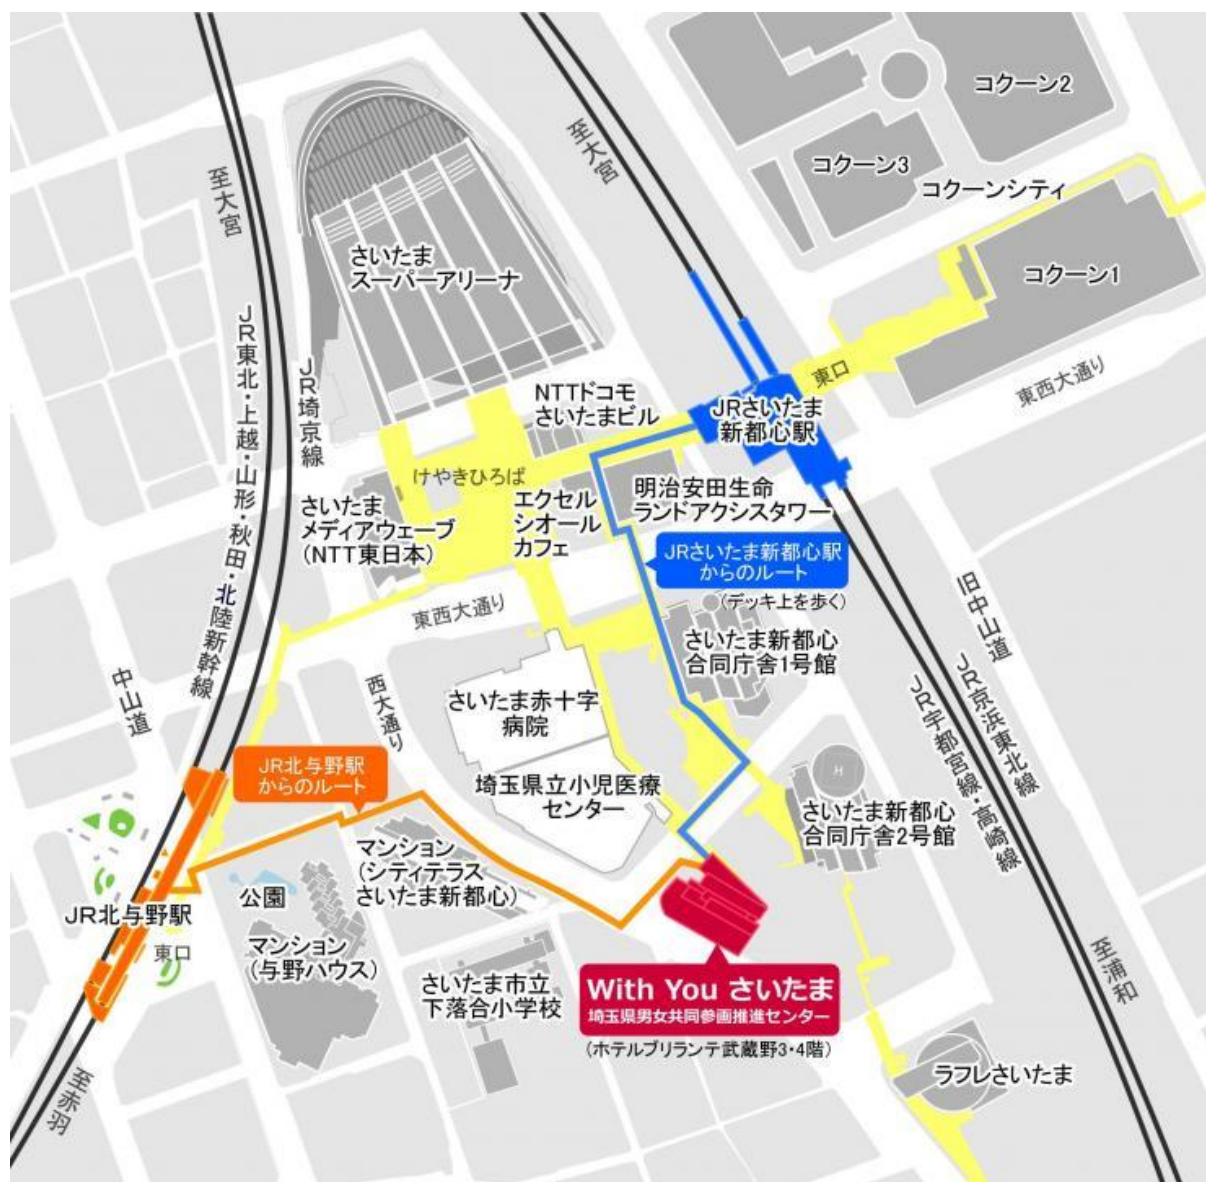 コクーン2
至大宮
コクーン3
コクーンシティ
至大宮
さいたま
スーパーアリーナ
コクーン1
東口
東西大通り
JR東北・上越・山形・秋田・北陸新幹線
JR埼京線
NTTドコモ
さいたまビル
JRさいたま
新都心駅
けやきひろば
さいたま
メディアウェーブ
(NTT東日本)
エクセル
シオール
カフェ
明治安田生命
ランドアクシスタワー
JRさいたま新都心駅
からのルート
(デッキ上を歩く)
東西大通り
旧中山道
さいたま新都心
合同庁舎1号館
中山道
西大通り
さいたま赤十字
病院
JR京浜東北線
JR宇都宮線・高崎線
JR北与野駅
からのルート
埼玉県立小児医療
センター
H
さいたま新都心
合同庁舎2号館
マンション
(シティテラス
さいたま新都心)
公園
JR北与野駅
東口
マンション
(与野ハウス)
さいたま市立
下落合小学校
With You さいたま
埼玉県男女共同参画推進センター
(ホテルブリランテ武蔵野3・4階)
至浦和
ラフレさいたま
至赤羽